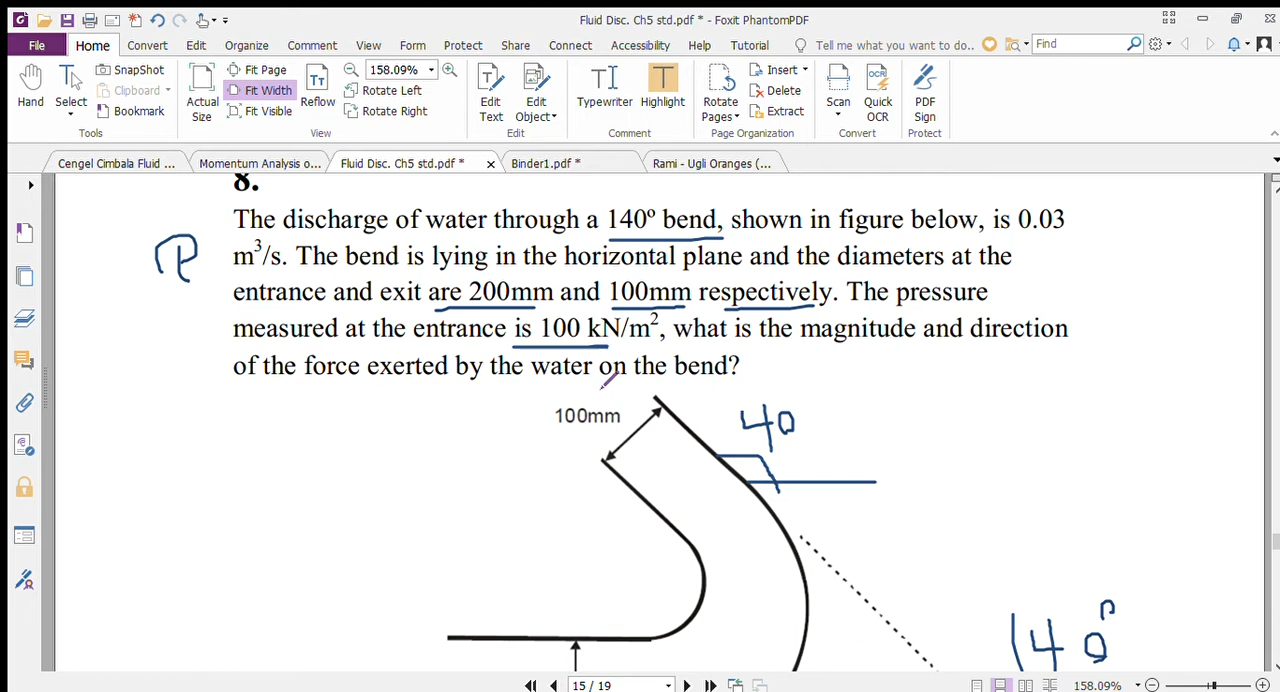 Fluid Disc. Ch5 std.pdf * - Foxit PhantomPDF
File Home Convert Edit Organize Comment View Form Protect Share Connect Accessibility Help Tutorial Tell me what you want to do.. Find
SnapShot Fit Page 158.09% Insert
Clipboard Fit Width Rotate Left Delete
Bookmark Fit Visible Rotate Right Extract
Hand Select Actual Size Reflow Edit Text Edit Object Typewriter Highlight Rotate Pages Scan Quick OCR PDF Sign
Tools View Edit Comment Page Organization Convert Protect
Cengel Cimbala Fluid ... Momentum Analysis o... Fluid Disc. Ch5 std.pdf * Binder1.pdf * Rami - Ugli Oranges (...
8.
The discharge of water through a 140º bend, shown in figure below, is 0.03
m³/s. The bend is lying in the horizontal plane and the diameters at the
entrance and exit are 200mm and 100mm respectively. The pressure
measured at the entrance is 100 kN/m², what is the magnitude and direction
of the force exerted by the water on the bend?
100mm
40
140º
15 / 19 158.09%